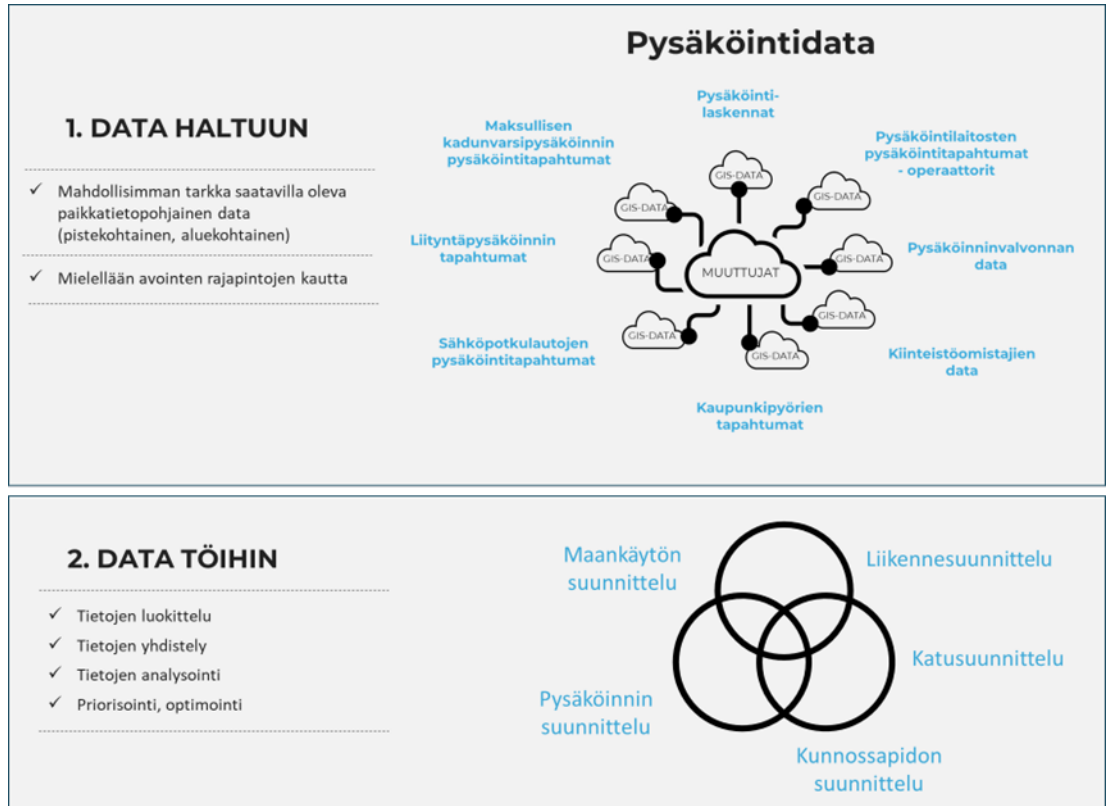 Pysäköintidata
1. DATA HALTUUN
✓ Mahdollisimman tarkka saatavilla oleva
paikkatietopohjainen data
(pistekohtainen, aluekohtainen)
✓ Mielellään avointen rajapintojen kautta
Pysäköinti-
laskennat
Maksullisen
kadunvarsipysäköinnin
pysäköintitapahtumat
Pysäköintilaitosten
pysäköintitapahtumat
- operaattorit
GIS-DATA
GIS-DATA
GIS-DATA
Liityntäpysäköinnin
tapahtumat
GIS-DATA
MUUTTUJAT
GIS-DATA
Pysäköinninvalvonnan
data
GIS-DATA
GIS-DATA
GIS-DATA
Sähköpotkulautojen
pysäköintitapahtumat
Kiinteistöomistajien
data
Kaupunkipyörien
tapahtumat
2. DATA TÖIHIN
✓ Tietojen luokittelu
✓ Tietojen yhdistely
✓ Tietojen analysointi
✓ Priorisointi, optimointi
Maankäytön
suunnittelu
Liikennesuunnittelu
Katusuunnittelu
Pysäköinnin
suunnittelu
Kunnossapidon
suunnittelu